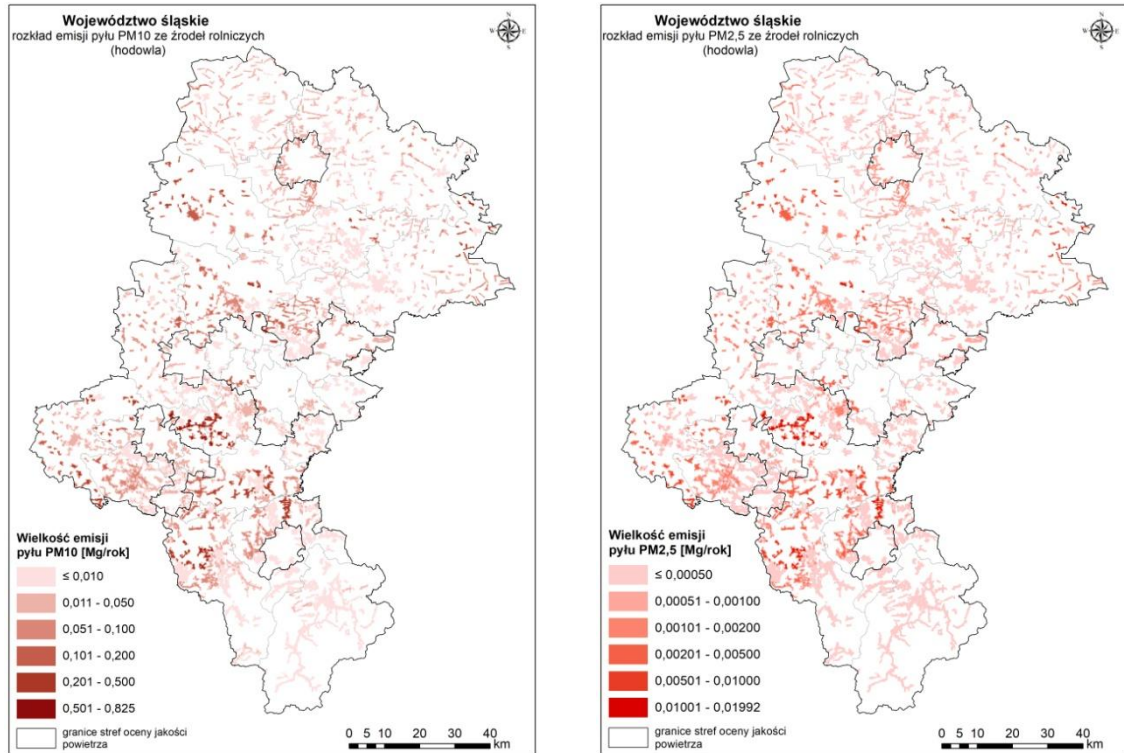 Województwo śląskie
rozkład emisji pyłu PM10 ze źrodeł rolniczych
(hodowla)
N
W E
S
Wielkość emisji
pyłu PM10 [Mg/rok]
≤ 0,010
0,011 - 0,050
0,051 - 0,100
0,101 - 0,200
0,201 - 0,500
0,501 - 0,825
granice stref oceny jakości
powietrza
0 5 10 20 30 40
km
Województwo śląskie
rozkład emisji pyłu PM2,5 ze źrodeł rolniczych
(hodowla)
N
W E
S
Wielkość emisji
pyłu PM2,5 [Mg/rok]
≤ 0,00050
0,00051 - 0,00100
0,00101 - 0,00200
0,00201 - 0,00500
0,00501 - 0,01000
0,01001 - 0,01992
granice stref oceny jakości
powietrza
0 5 10 20 30 40
km